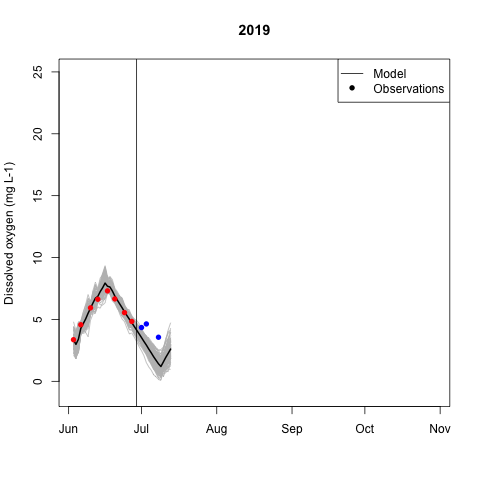 2019
Model
Observations
Dissolved oxygen (mg L-1)
25
20
15
10
5
0
Jun Jul Aug Sep Oct Nov